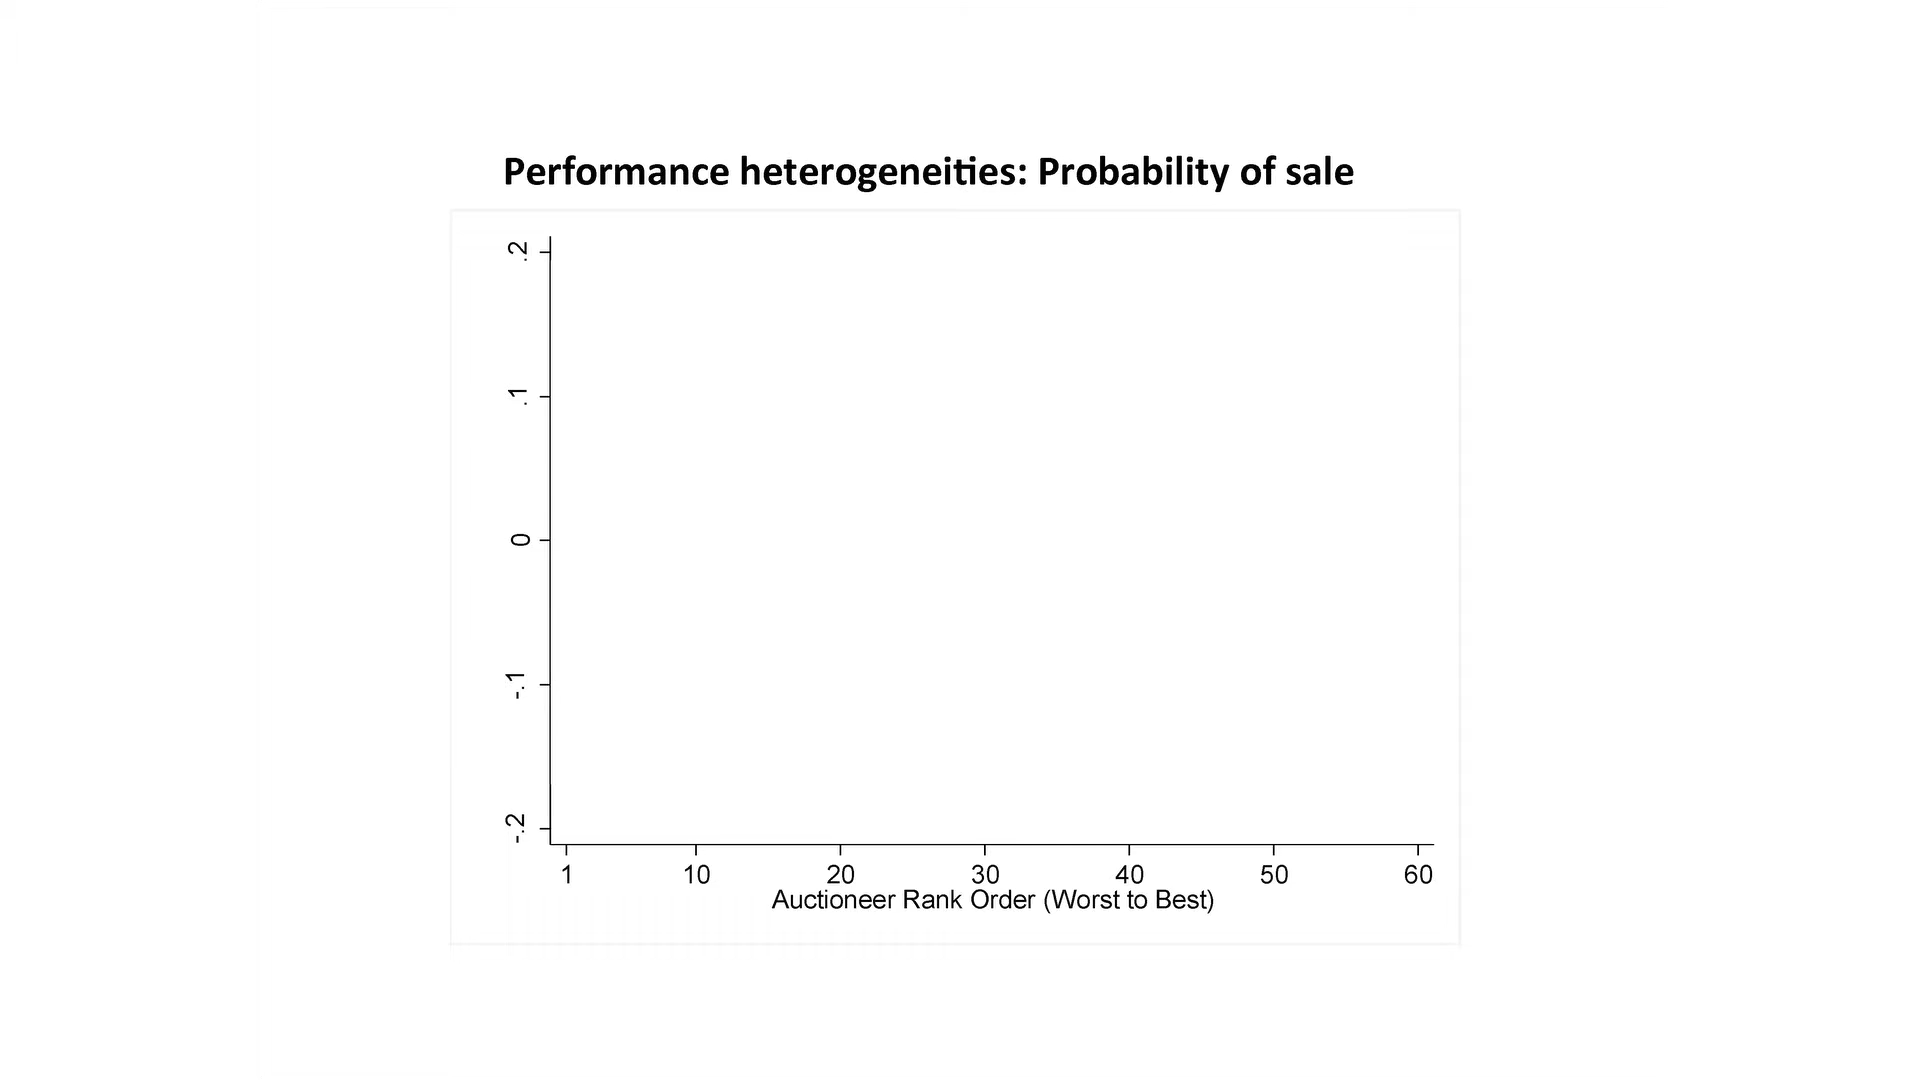 Performance heterogeneities: Probability of sale
.2
.1
0
-.1
-.2
1 10 20 30 40 50 60
Auctioneer Rank Order (Worst to Best)